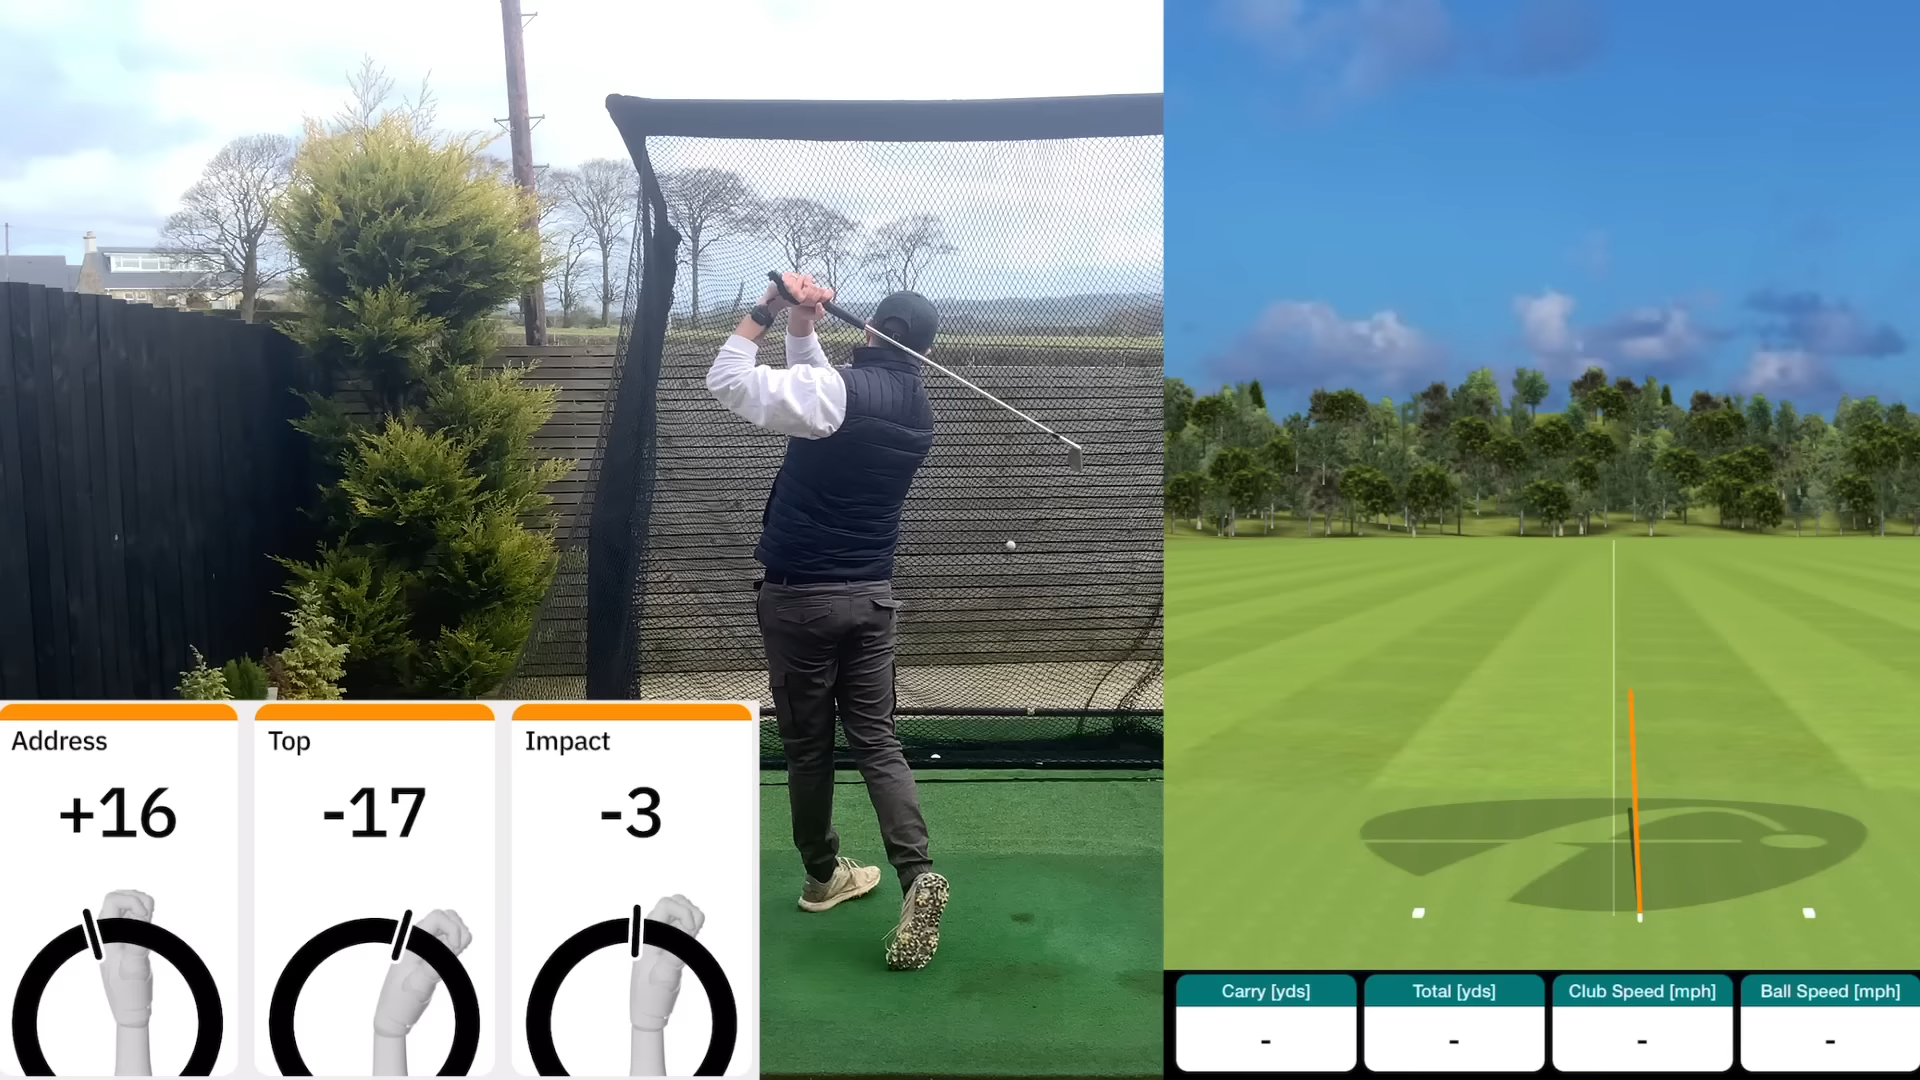 Address
Top
Impact
+16
-17
-3
Carry [yds]
Total [yds]
Club Speed [mph]
Ball Speed [mph]
-
-
-
-